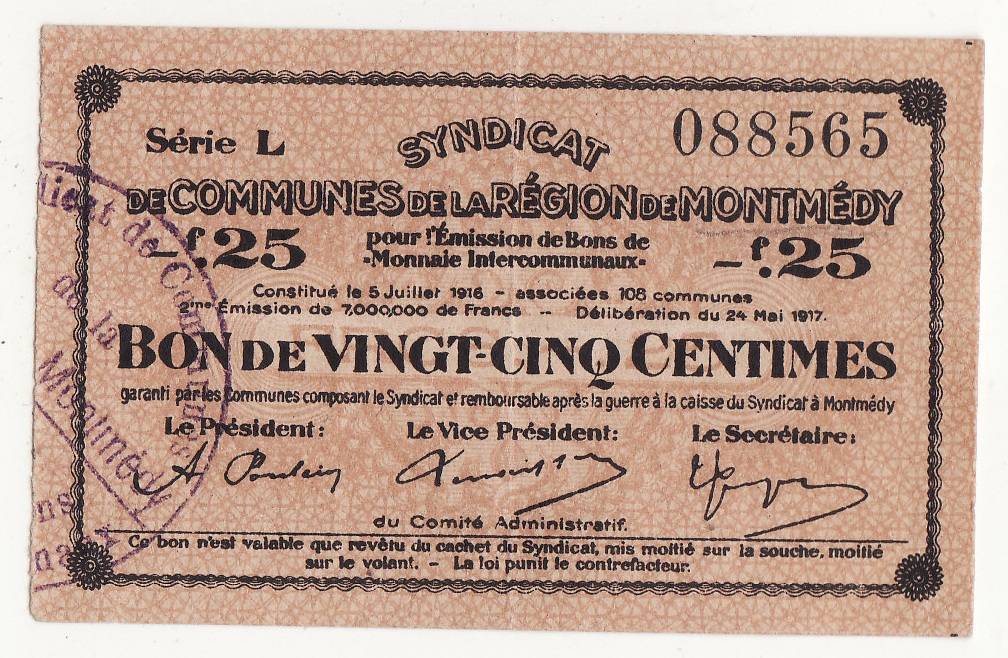 Série L
SYNDICAT
088565
DE COMMUNES DE LA RÉGION DE MONTMÉDY
-f.25
pour l'Émission de Bons de
-Monnaie Intercommunaux-
-f.25
Constitué le 5 Juillet 1916 - associées 108 communes
2me Émission de 7,000,000 de Francs -- Délibération du 24 Mai 1917.
BON DE VINGT-CINQ CENTIMES
garanti par les Communes composant le Syndicat et remboursable après la guerre à la caisse du Syndicat à Montmédy
Le Président:
Le Vice Président:
Le Secrétaire:
du Comité Administratif.
Ce bon n'est valable que revêtu du cachet du Syndicat, mis moitié sur la souche, moitié
sur le volant. - La loi punit le contrefacteur.
de Communes
de la
Montmédy